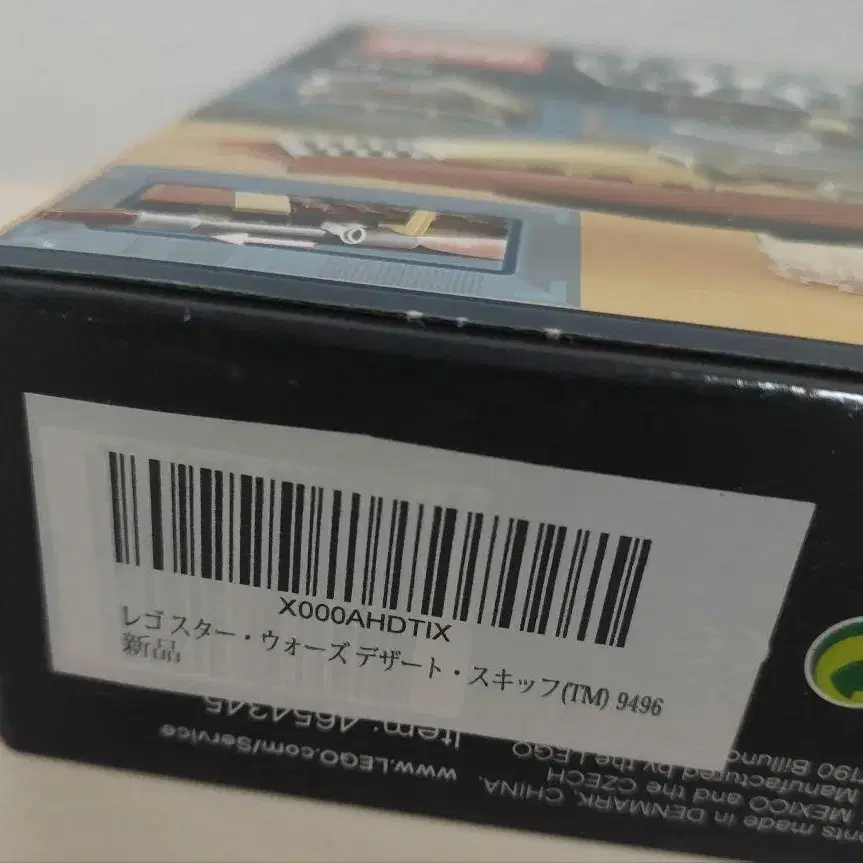 X000AHDTIX
レゴ スター・ウォーズ デザート・スキッフ(TM) 9496
新品
Item: 4654345
www.LEGO.com/Service
190 Billund
Manufactured by the LEGO
MEXICO and the CZECH
made in DENMARK, CHINA,